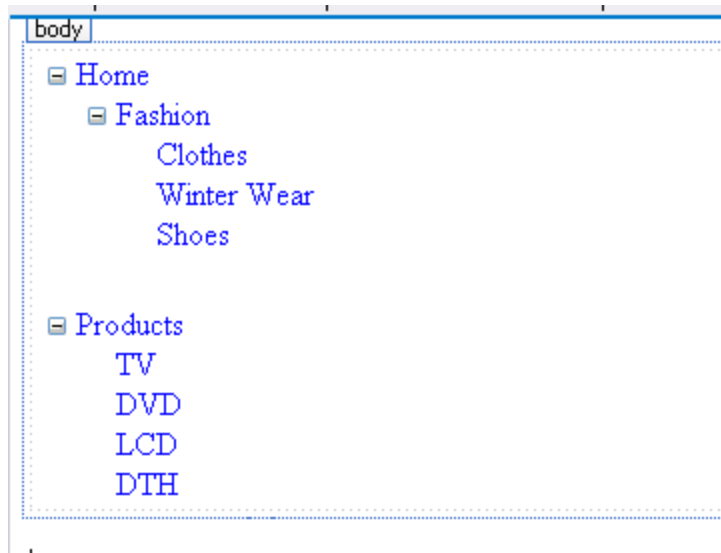 body
Home
Fashion
Clothes
Winter Wear
Shoes
Products
TV
DVD
LCD
DTH